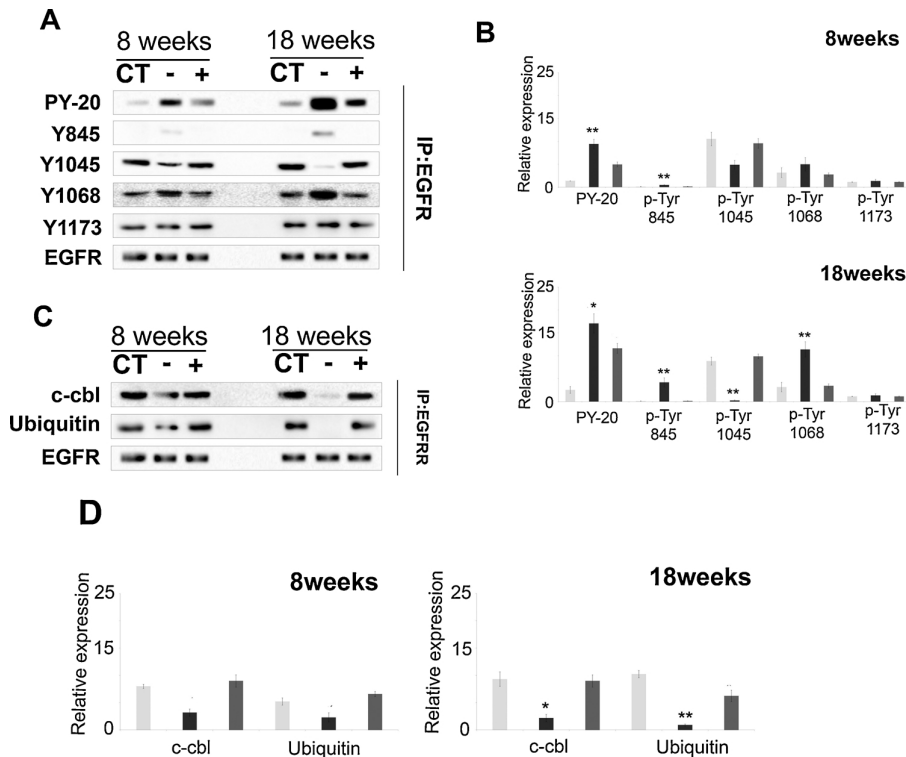 A
8 weeks
18 weeks
CT - +
CT - +
PY-20
Y845
Y1045
Y1068
Y1173
EGFR
IP:EGFR
B
8weeks
Relative expression
25
15
0
**
**
PY-20
p-Tyr
845
p-Tyr
1045
p-Tyr
1068
p-Tyr
1173
18weeks
Relative expression
25
15
0
*
**
**
**
PY-20
p-Tyr
845
p-Tyr
1045
p-Tyr
1068
p-Tyr
1173
C
8 weeks
18 weeks
CT - +
CT - +
c-cbl
Ubiquitin
EGFR
IP:EGFRR
D
8weeks
Relative expression
25
15
0
c-cbl
Ubiquitin
18weeks
Relative expression
25
15
0
*
**
c-cbl
Ubiquitin